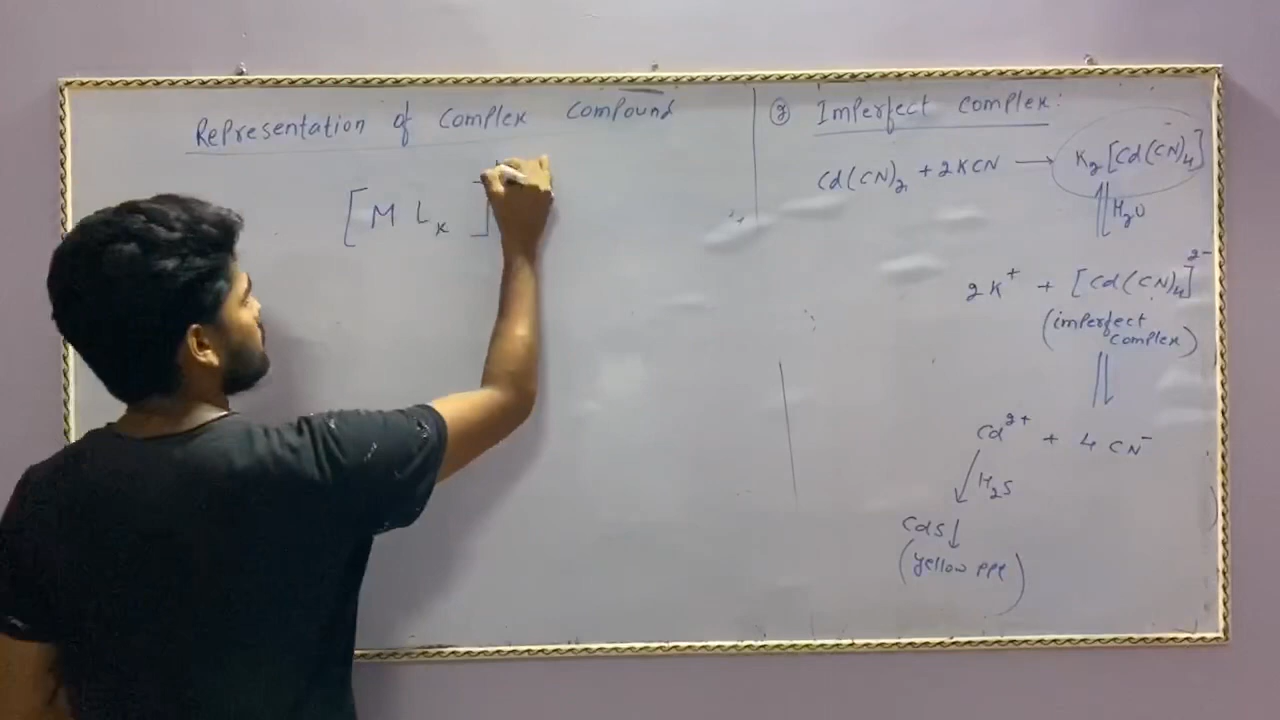 Representation of Complex Compound
[M Lx]
② Imperfect complex:
Cd(CN)2 + 2KCN ⟶ K2[Cd(CN)4]
⇌ H2O
2K+ + [Cd(CN)4]2-
(imperfect
complex)
Cd2+ + 4CN-
↙ H2S
CdS↓
(yellow ppt)